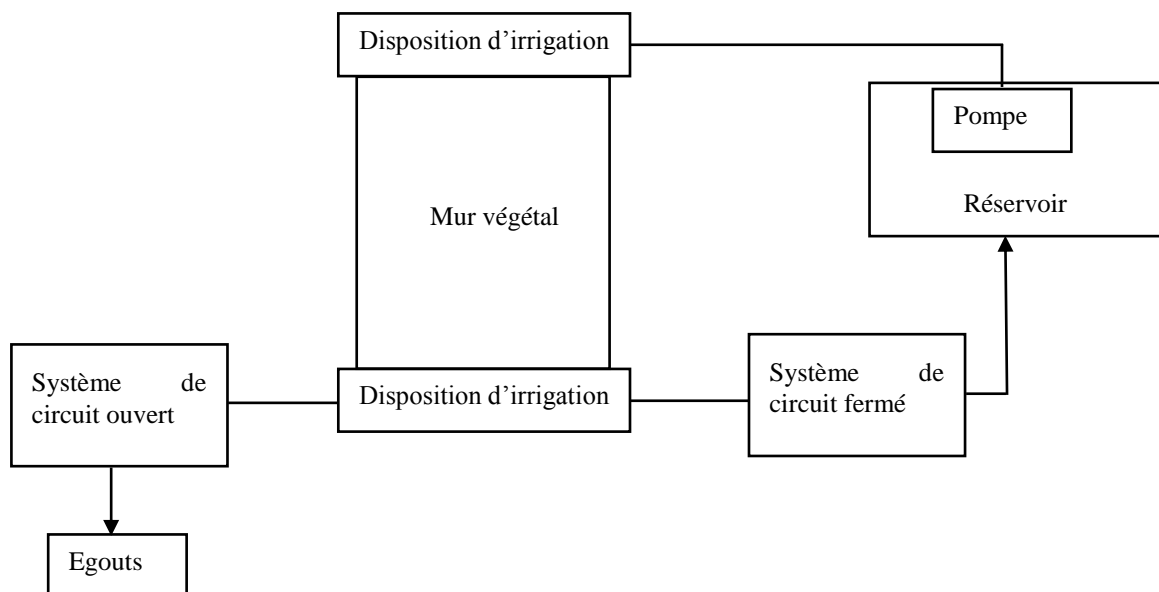 Disposition d’irrigation
Pompe
Réservoir
Mur végétal
Système de
circuit ouvert
Disposition d’irrigation
Système de
circuit fermé
Egouts